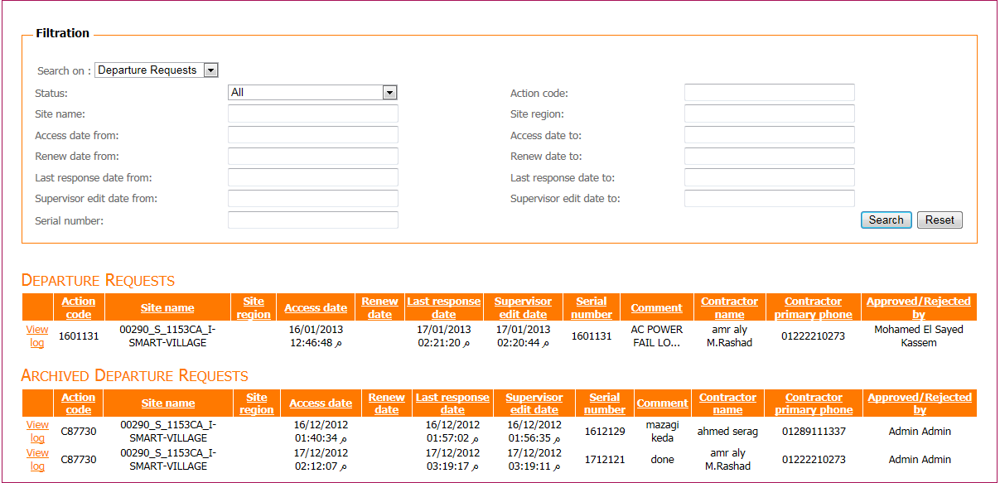 Filtration
Search on : Departure Requests
Status: All Action code:
Site name: Site region:
Access date from: Access date to:
Renew date from: Renew date to:
Last response date from: Last response date to:
Supervisor edit date from: Supervisor edit date to:
Serial number:
Search Reset
DEPARTURE REQUESTS
Action code Site name Site region Access date Renew date Last response date Supervisor edit date Serial number Comment Contractor name Contractor primary phone Approved/Rejected by
View log 1601131 00290_S_1153CA_I-SMART-VILLAGE 16/01/2013 12:46:48 م 17/01/2013 02:21:20 م 17/01/2013 02:20:44 م 1601131 AC POWER FAIL LO... amr aly M.Rashad 01222210273 Mohamed El Sayed Kassem
ARCHIVED DEPARTURE REQUESTS
Action code Site name Site region Access date Renew date Last response date Supervisor edit date Serial number Comment Contractor name Contractor primary phone Approved/Rejected by
View log C87730 00290_S_1153CA_I-SMART-VILLAGE 16/12/2012 01:40:34 م 16/12/2012 01:57:02 م 16/12/2012 01:56:35 م 1612129 mazagi keda ahmed serag 01289111337 Admin Admin
View log C87730 00290_S_1153CA_I-SMART-VILLAGE 17/12/2012 02:12:07 م 17/12/2012 03:19:17 م 17/12/2012 03:19:11 م 1712121 done amr aly M.Rashad 01222210273 Admin Admin